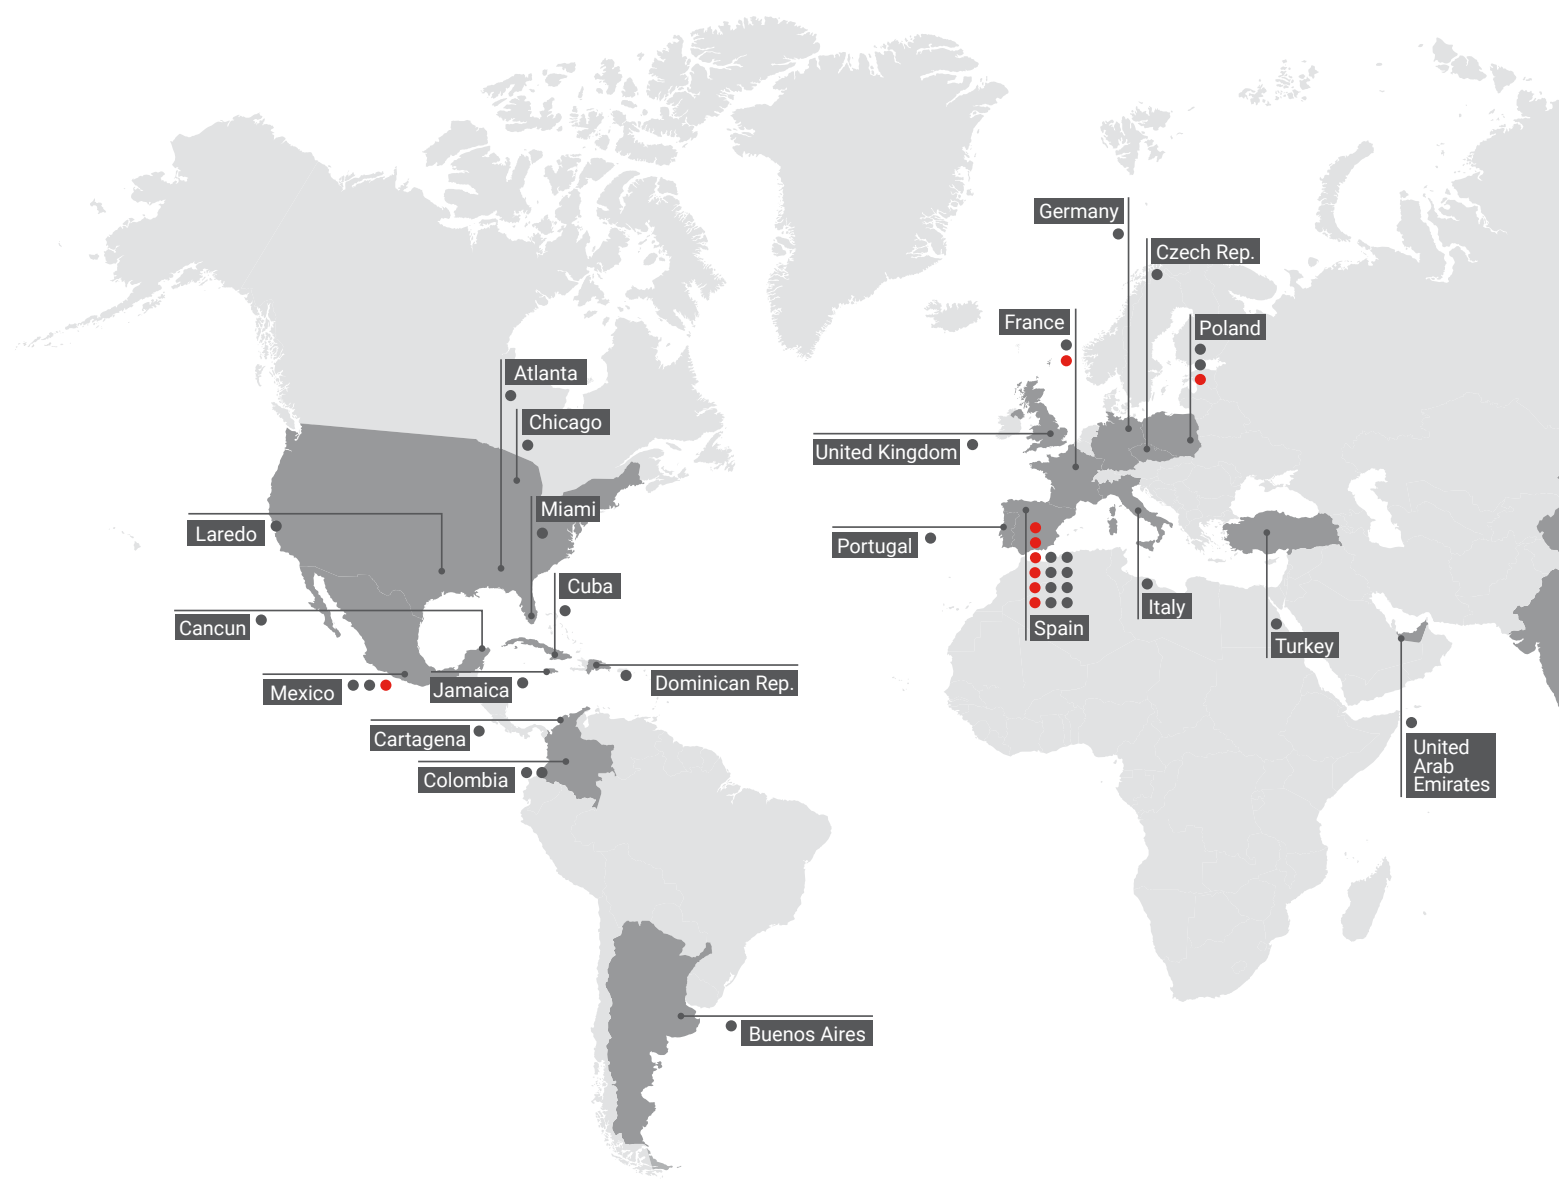 Germany
Czech Rep.
France
Poland
Atlanta
Chicago
United Kingdom
Miami
Laredo
Portugal
Cuba
Italy
Cancun
Spain
Turkey
Mexico
Jamaica
Dominican Rep.
Cartagena
United
Arab
Emirates
Colombia
Buenos Aires